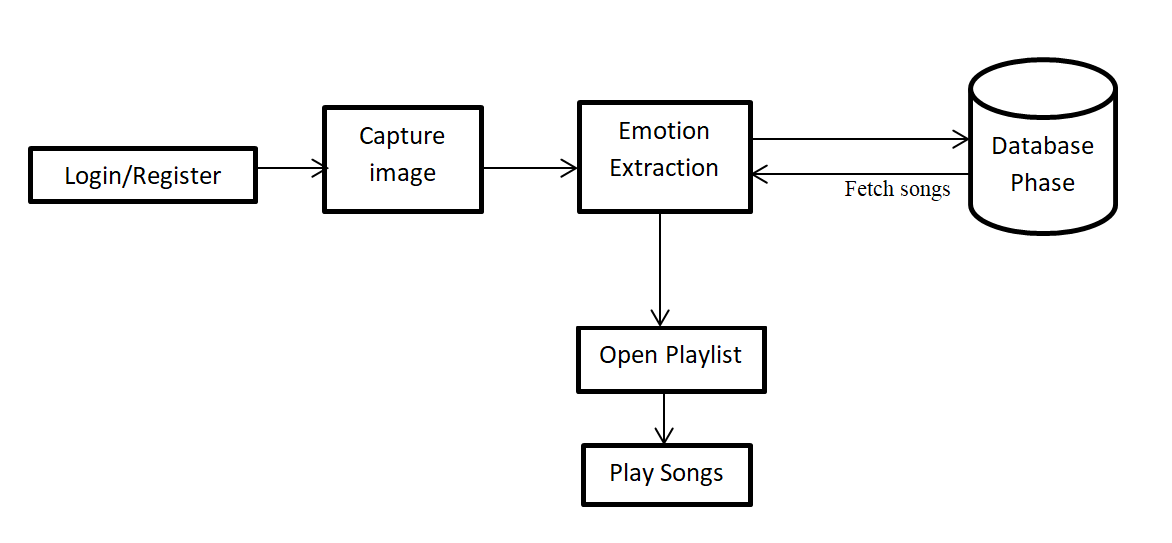 Login/Register
Capture
image
Emotion
Extraction
Database
Phase
Fetch songs
Open Playlist
Play Songs